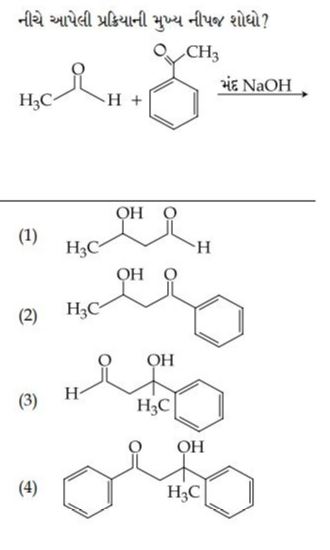 નીચે આપેલી પ્રક્રિયાની મુખ્ય નીપજ શોધો?
O
O CH₃
H₃C H + મંદ NaOH
(1) OH O
H₃C H
(2) OH O
H₃C
(3) O OH
H H₃C
(4) O OH
H₃C